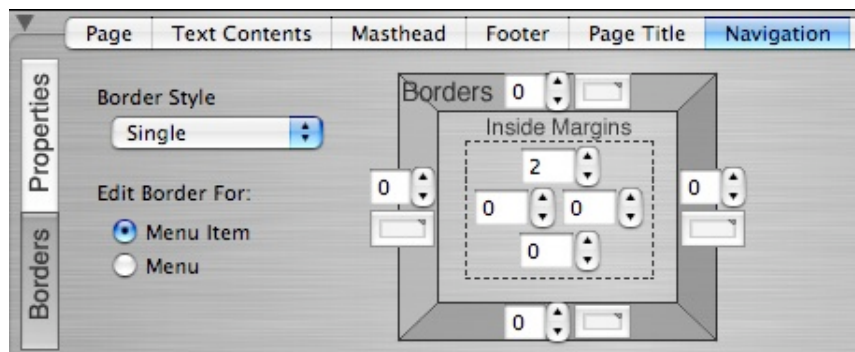 Page Text Contents Masthead Footer Page Title Navigation
Properties
Borders
Border Style
Single
Edit Border For:
Menu Item
Menu
Borders 0
Inside Margins
2
0 0 0 0
0
0